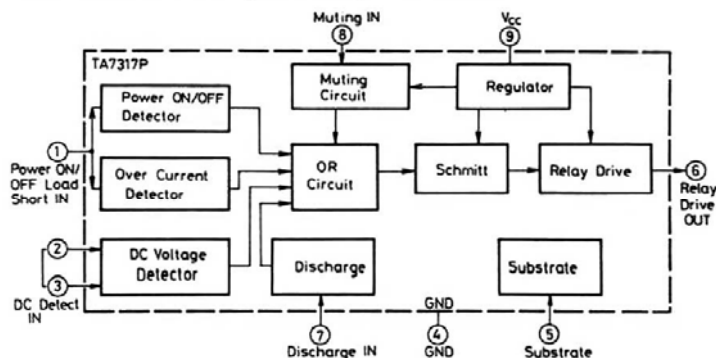 Muting IN
Vcc
8
9
TA7317P
Power ON/OFF
Detector
Muting
Circuit
Regulator
1
Power ON/
OFF Load
Short IN
Over Current
Detector
OR
Circuit
Schmitt
Relay Drive
6
Relay
Drive
OUT
2
3
DC Detect
IN
DC Voltage
Detector
Discharge
Substrate
GND
7
4
5
Discharge IN
GND
Substrate